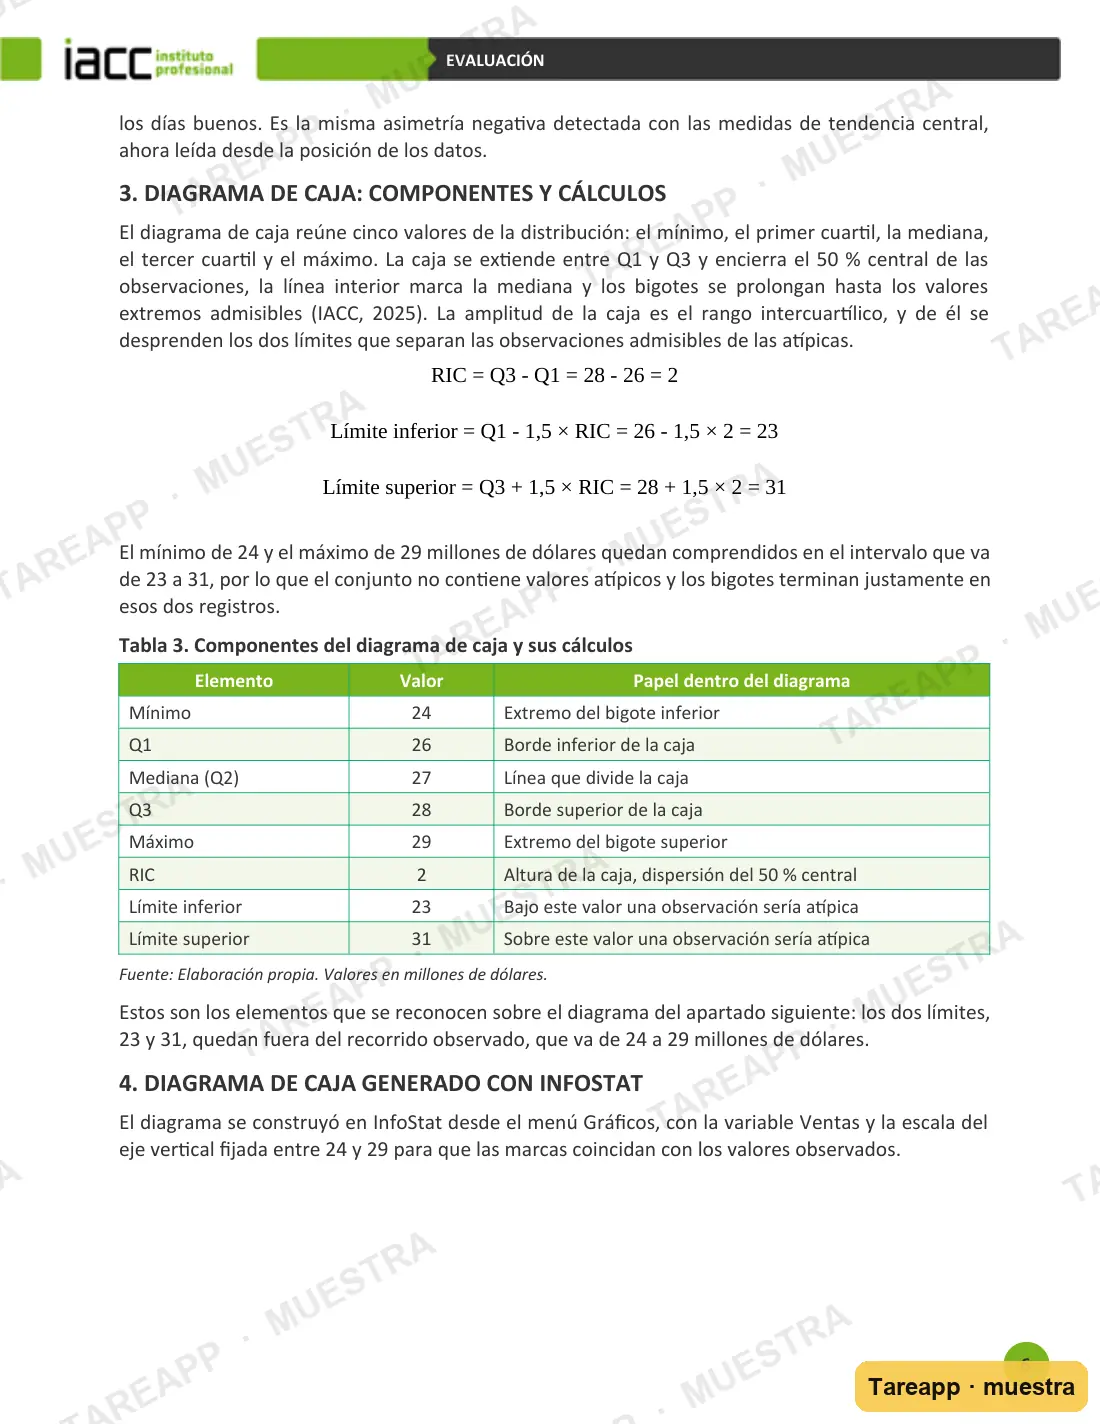 iacc instituto profesional
EVALUACIÓN
los días buenos. Es la misma asimetría negativa detectada con las medidas de tendencia central,
ahora leída desde la posición de los datos.
3. DIAGRAMA DE CAJA: COMPONENTES Y CÁLCULOS
El diagrama de caja reúne cinco valores de la distribución: el mínimo, el primer cuartil, la mediana,
el tercer cuartil y el máximo. La caja se extiende entre Q1 y Q3 y encierra el 50 % central de las
observaciones, la línea interior marca la mediana y los bigotes se prolongan hasta los valores
extremos admisibles (IACC, 2025). La amplitud de la caja es el rango intercuartílico, y de él se
desprenden los dos límites que separan las observaciones admisibles de las atípicas.
RIC = Q3 - Q1 = 28 - 26 = 2
Límite inferior = Q1 - 1,5 × RIC = 26 - 1,5 × 2 = 23
Límite superior = Q3 + 1,5 × RIC = 28 + 1,5 × 2 = 31
El mínimo de 24 y el máximo de 29 millones de dólares quedan comprendidos en el intervalo que va
de 23 a 31, por lo que el conjunto no contiene valores atípicos y los bigotes terminan justamente en
esos dos registros.
Tabla 3. Componentes del diagrama de caja y sus cálculos
Elemento Valor Papel dentro del diagrama
Mínimo 24 Extremo del bigote inferior
Q1 26 Borde inferior de la caja
Mediana (Q2) 27 Línea que divide la caja
Q3 28 Borde superior de la caja
Máximo 29 Extremo del bigote superior
RIC 2 Altura de la caja, dispersión del 50 % central
Límite inferior 23 Bajo este valor una observación sería atípica
Límite superior 31 Sobre este valor una observación sería atípica
Fuente: Elaboración propia. Valores en millones de dólares.
Estos son los elementos que se reconocen sobre el diagrama del apartado siguiente: los dos límites,
23 y 31, quedan fuera del recorrido observado, que va de 24 a 29 millones de dólares.
4. DIAGRAMA DE CAJA GENERADO CON INFOSTAT
El diagrama se construyó en InfoStat desde el menú Gráficos, con la variable Ventas y la escala del
eje vertical fijada entre 24 y 29 para que las marcas coincidan con los valores observados.
Tareapp · muestra